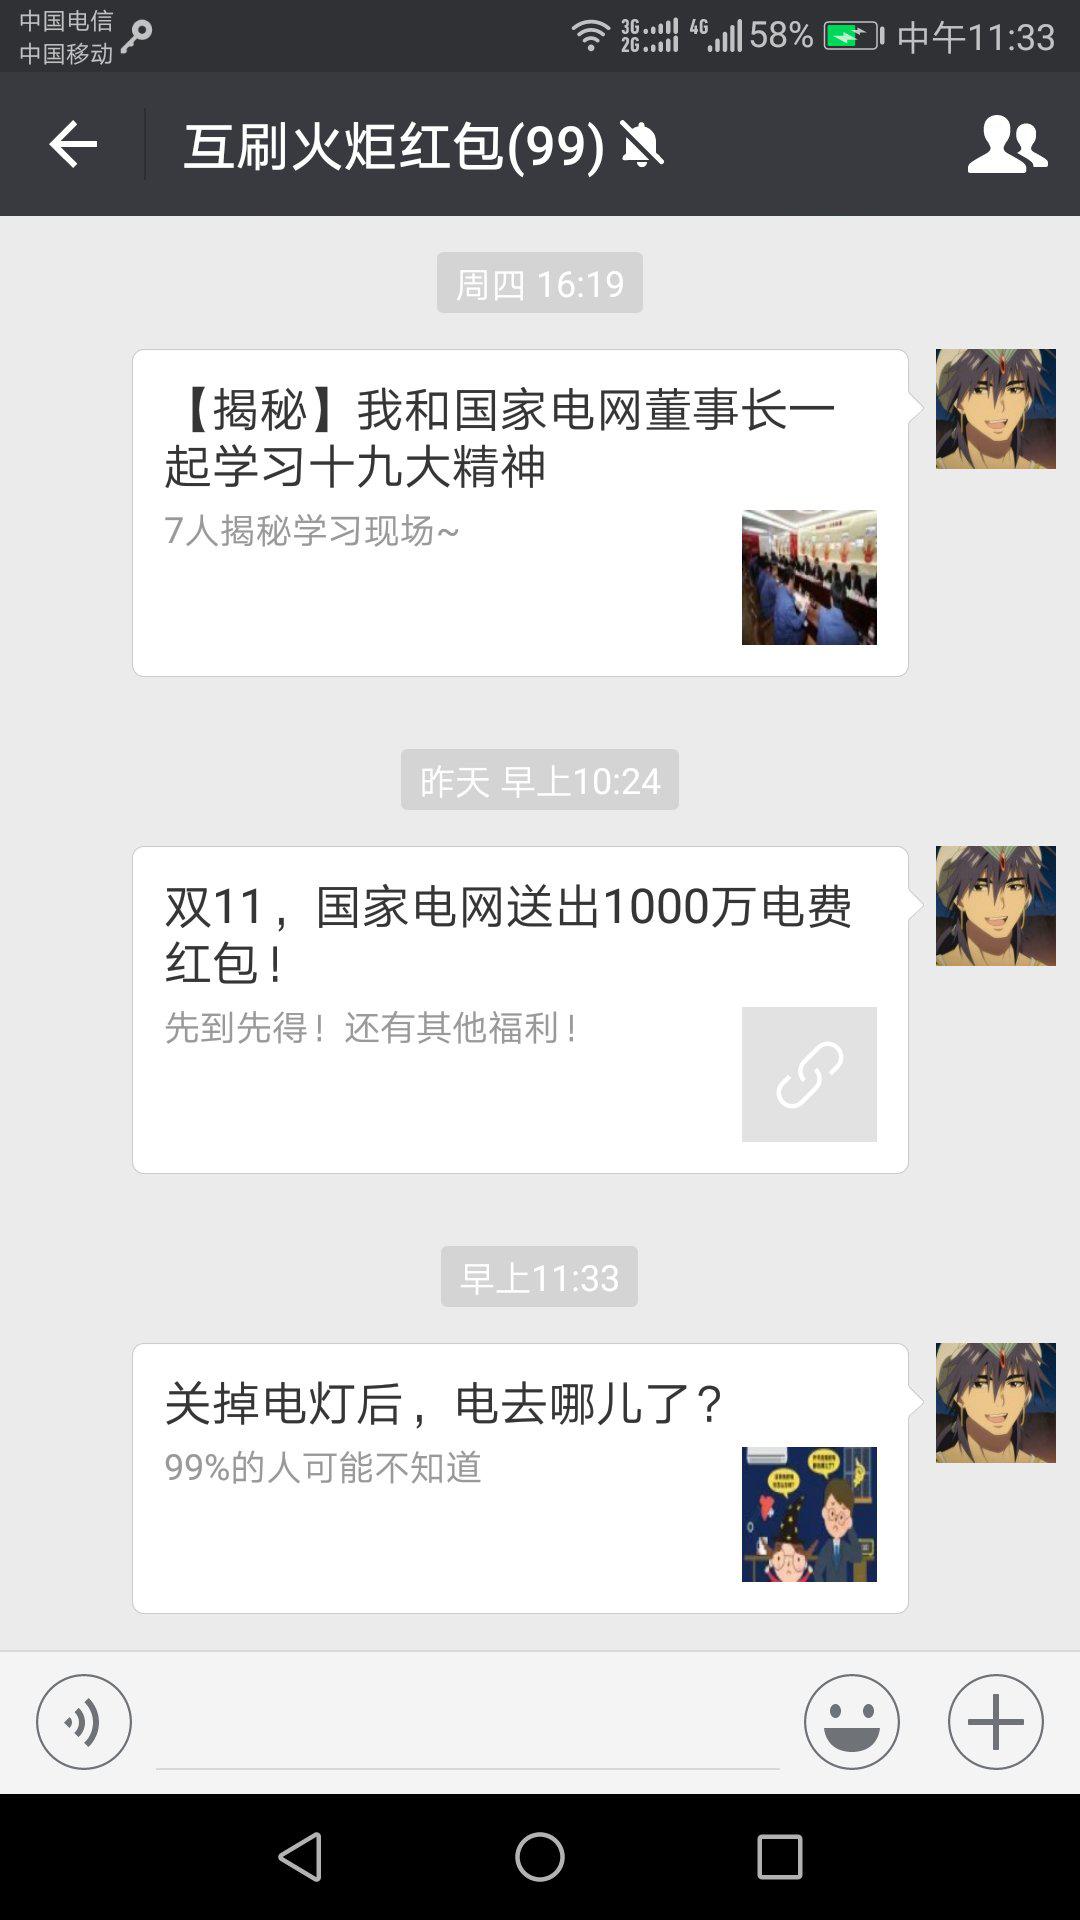 中国电信
中国移动
3G
2G
4G
58%
中午11:33
互刷火炬红包(99)
周四 16:19
【揭秘】我和国家电网董事长一
起学习十九大精神
7人揭秘学习现场~
昨天 早上10:24
双11，国家电网送出1000万电费
红包！
先到先得！还有其他福利！
早上11:33
关掉电灯后，电去哪儿了？
99%的人可能不知道